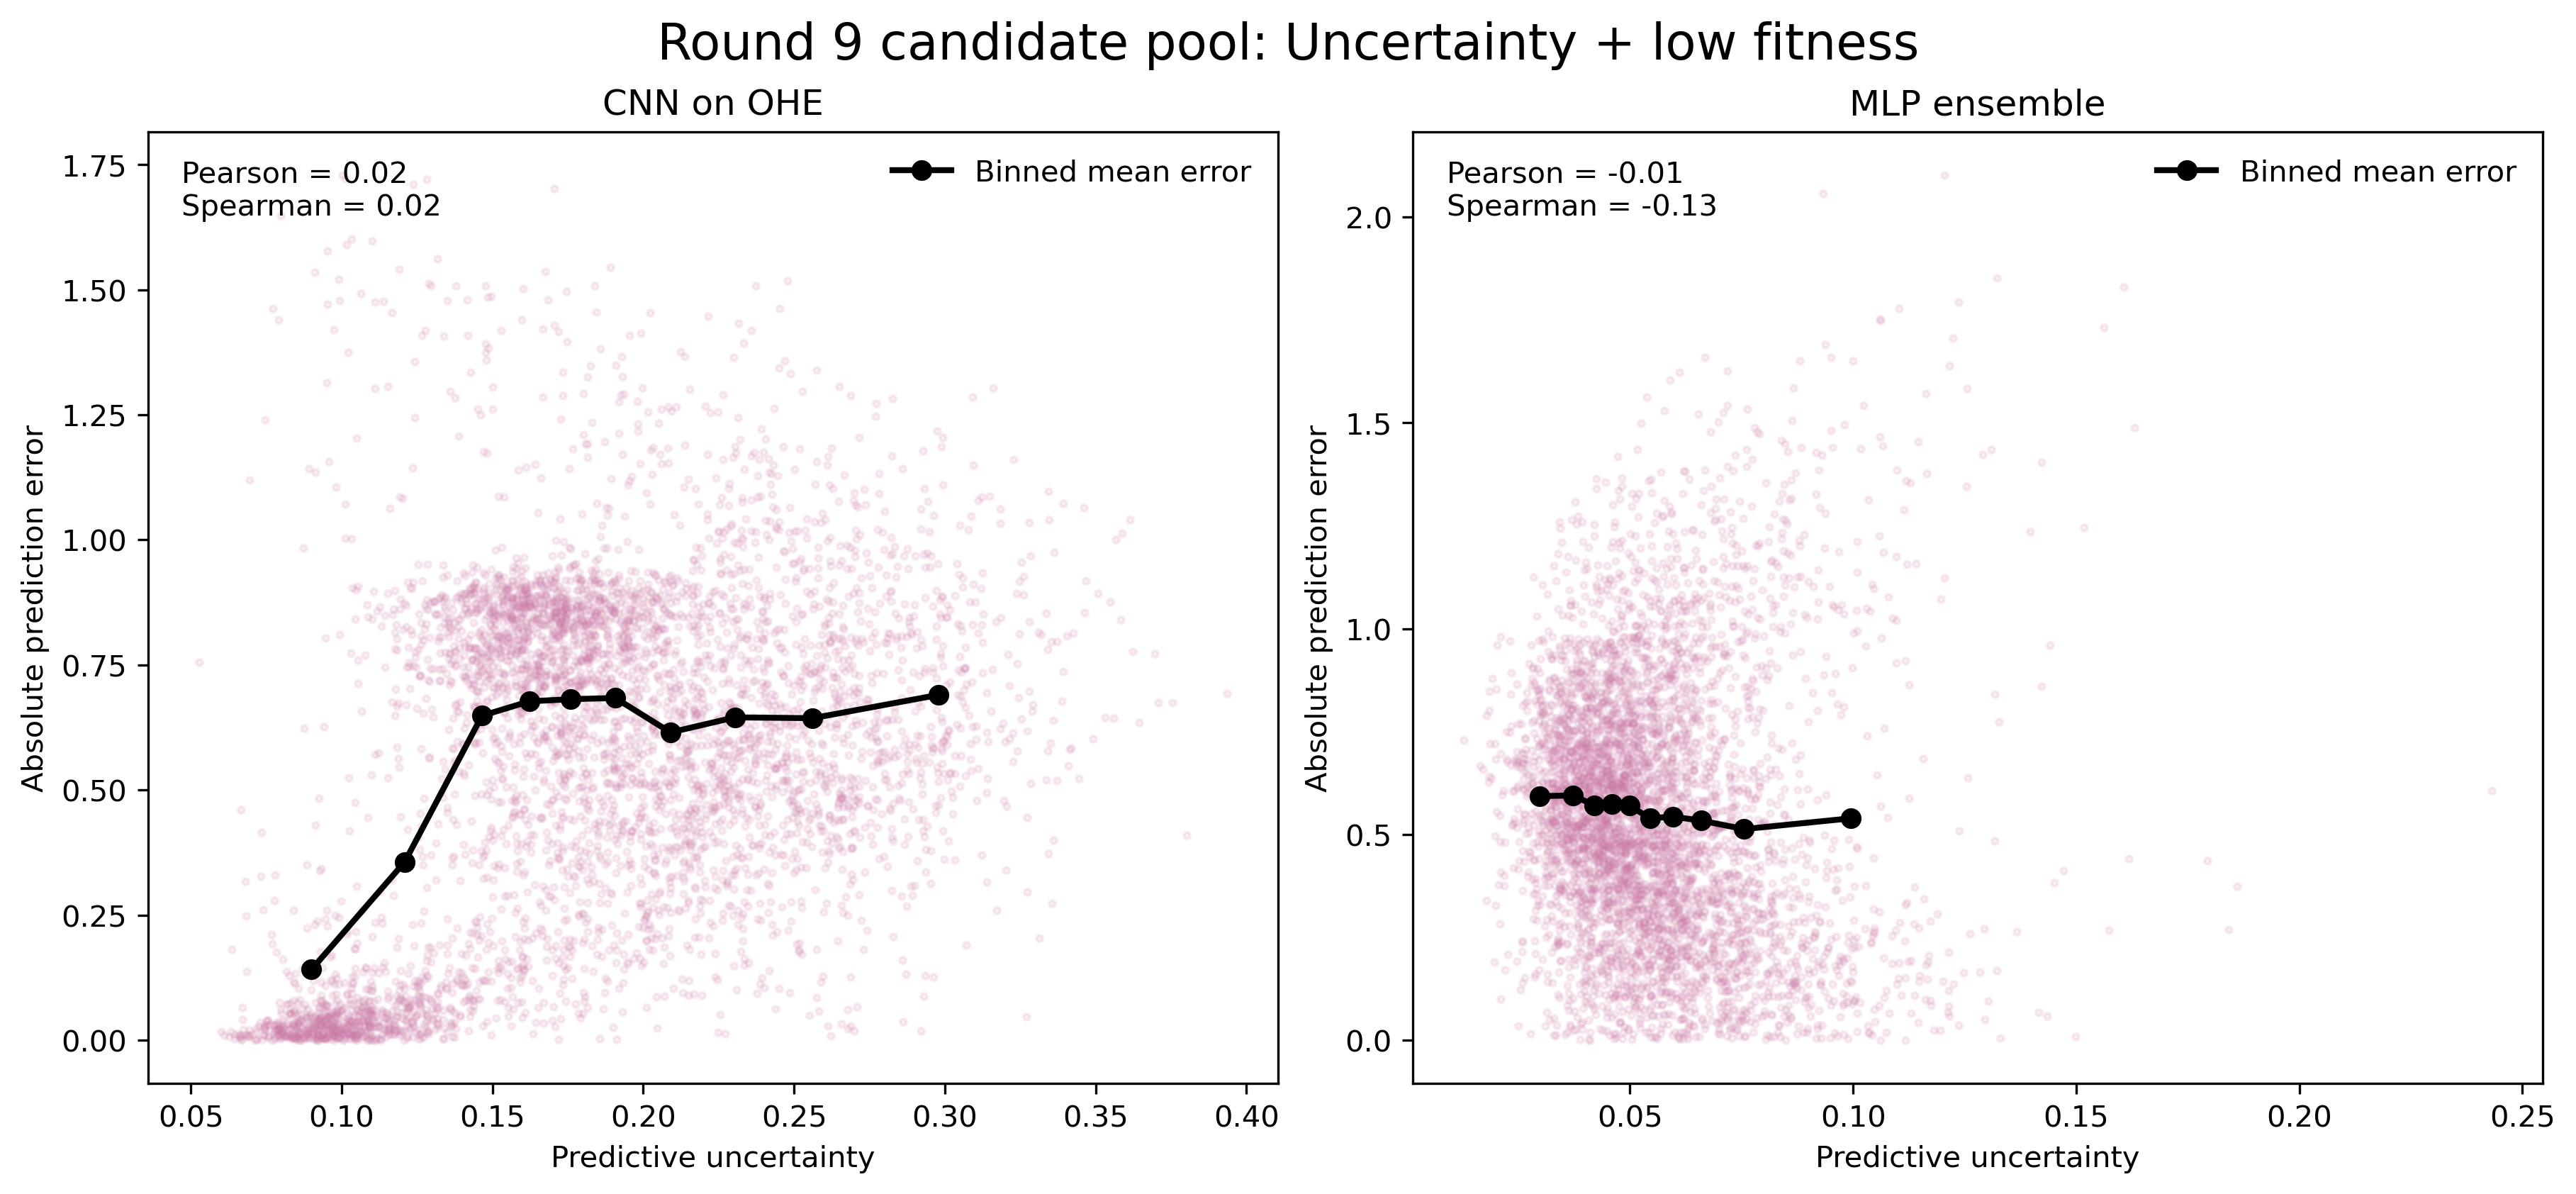 Round 9 candidate pool: Uncertainty + low fitness
CNN on OHE
Pearson = 0.02
Spearman = 0.02
Binned mean error
1.75
1.50
1.25
1.00
0.75
0.50
0.25
0.00
Absolute prediction error
0.05 0.10 0.15 0.20 0.25 0.30 0.35 0.40
Predictive uncertainty
MLP ensemble
Pearson = -0.01
Spearman = -0.13
Binned mean error
2.0
1.5
1.0
0.5
0.0
Absolute prediction error
0.05 0.10 0.15 0.20 0.25
Predictive uncertainty